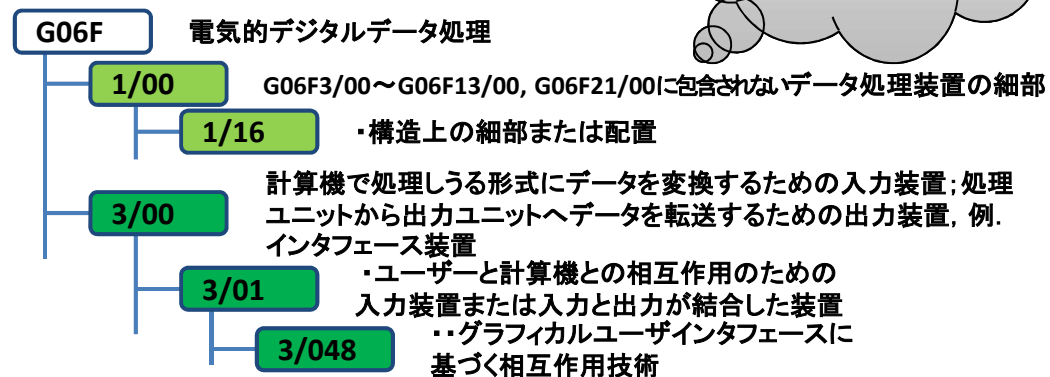 G06F 電気的デジタルデータ処理
1/00 G06F3/00～G06F13/00, G06F21/00に包含されないデータ処理装置の細部
1/16 ・構造上の細部または配置
計算機で処理しうる形式にデータを変換するための入力装置；処理
3/00 ユニットから出力ユニットへデータを転送するための出力装置，例．
インタフェース装置
・ユーザーと計算機との相互作用のための
3/01 入力装置または入力と出力が結合した装置
・・グラフィカルユーザインタフェースに
3/048 基づく相互作用技術